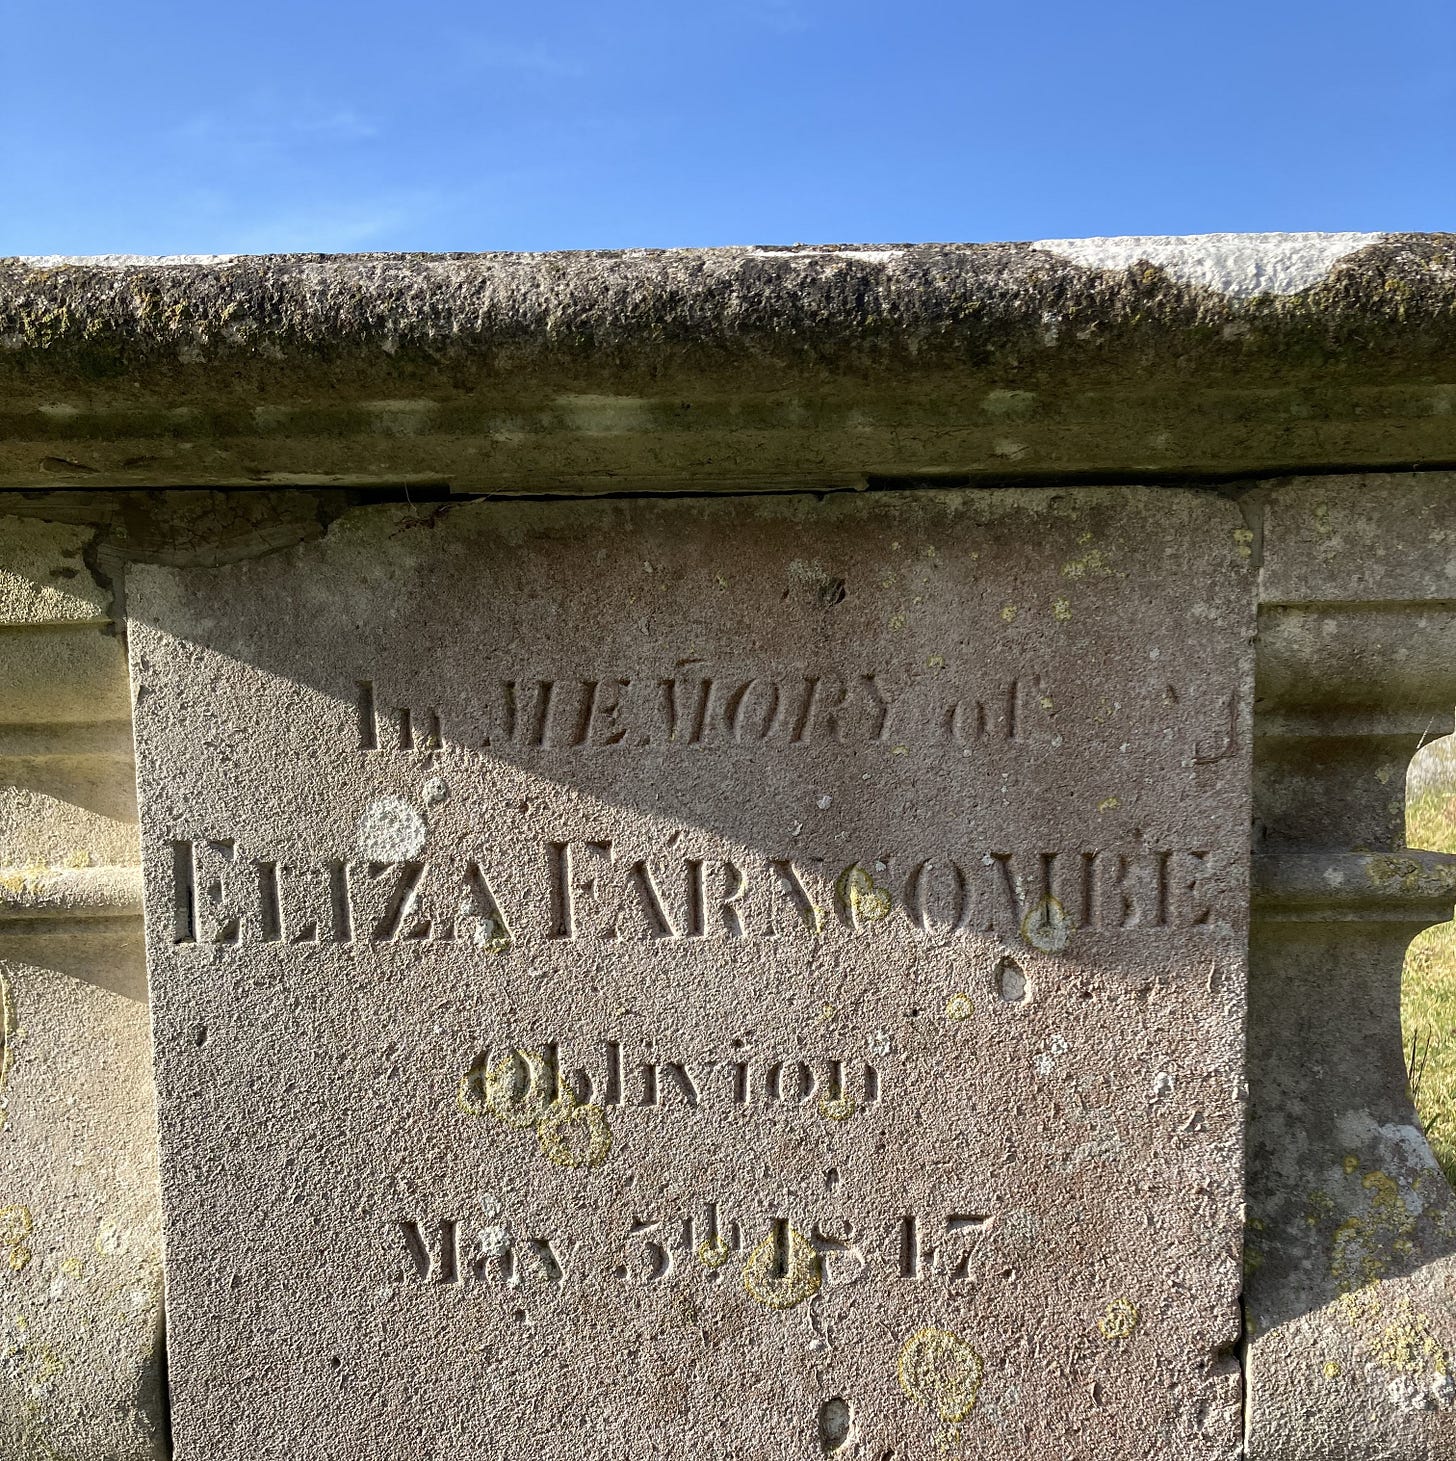 In MEMORY of
ELIZA FARNCOMBE
Oblivion
May 5th 1847